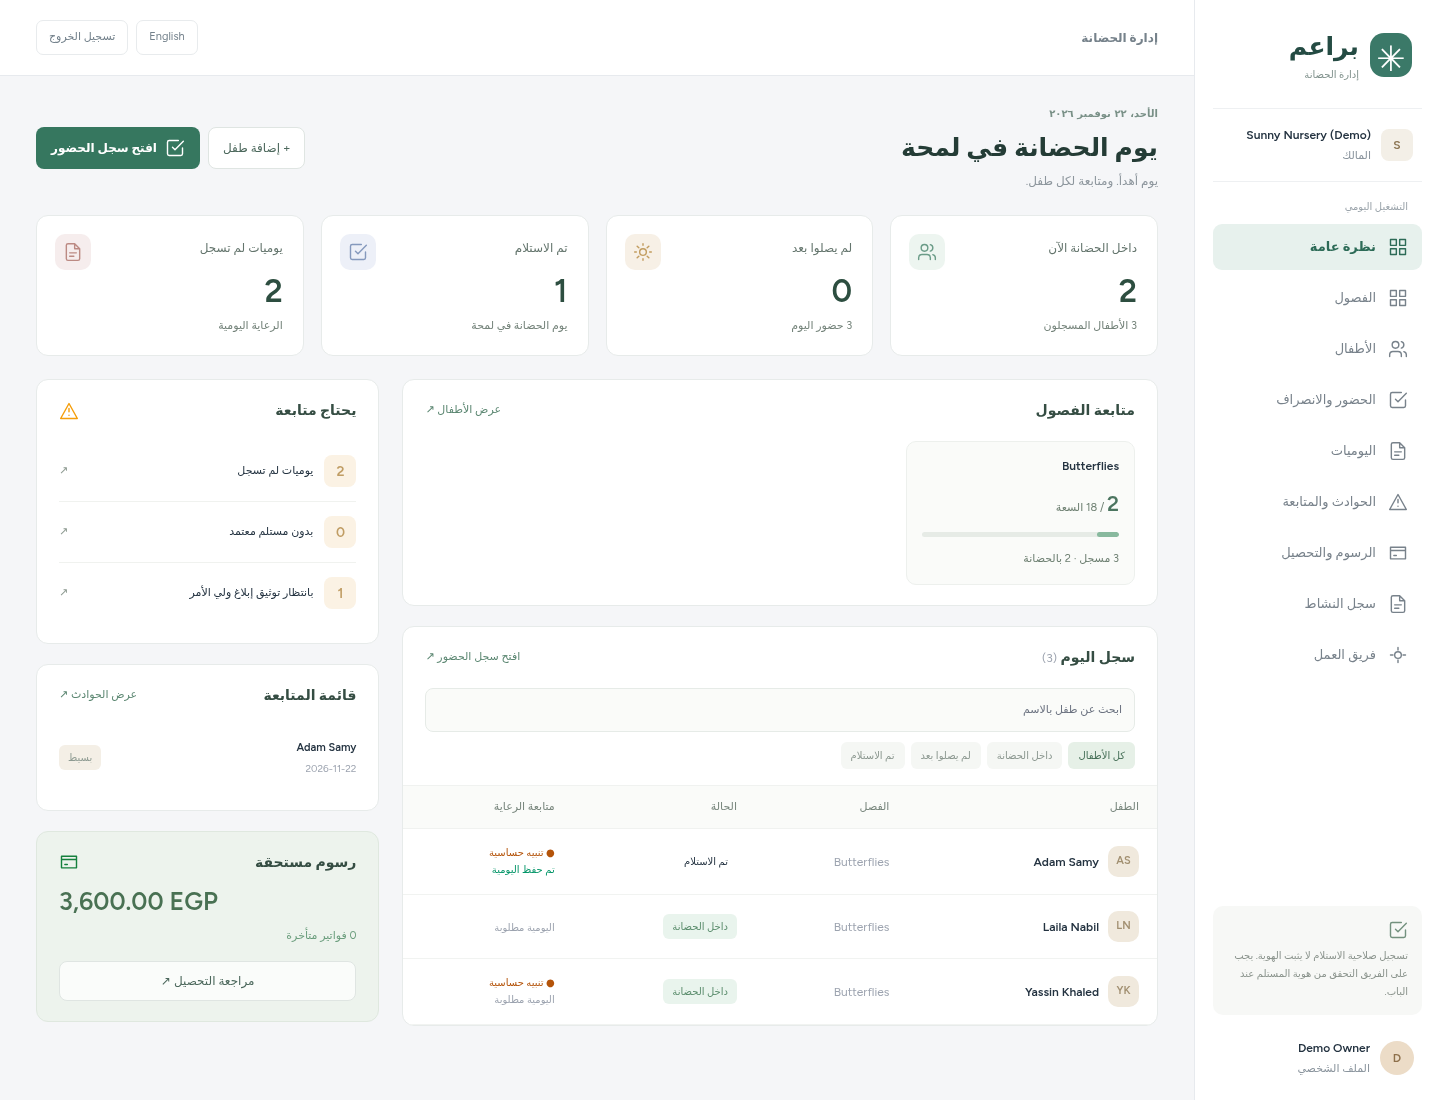 براعم
إدارة الحضانة
S
Sunny Nursery (Demo)
المالك
التشغيل اليومي
نظرة عامة
الفصول
الأطفال
الحضور والانصراف
اليوميات
الحوادث والمتابعة
الرسوم والتحصيل
سجل النشاط
فريق العمل
تسجيل صلاحية الاستلام لا يثبت الهوية. يجب
على الفريق التحقق من هوية المستلم عند
الباب.
D
Demo Owner
الملف الشخصي
إدارة الحضانة
English
تسجيل الخروج
الأحد، ٢٢ نوفمبر ٢٠٢٦
يوم الحضانة في لمحة
يوم أهدأ. ومتابعة لكل طفل.
+ إضافة طفل
افتح سجل الحضور
داخل الحضانة الآن
2
3 الأطفال المسجلون
لم يصلوا بعد
0
3 حضور اليوم
تم الاستلام
1
يوم الحضانة في لمحة
يوميات لم تسجل
2
الرعاية اليومية
متابعة الفصول
عرض الأطفال ↗
Butterflies
2 / 18 السعة
3 مسجل · 2 بالحضانة
سجل اليوم (3)
افتح سجل الحضور ↗
ابحث عن طفل بالاسم
كل الأطفال
داخل الحضانة
لم يصلوا بعد
تم الاستلام
الطفل الفصل الحالة متابعة الرعاية
AS Adam Samy Butterflies تم الاستلام ● تنبيه حساسية
تم حفظ اليومية
LN Laila Nabil Butterflies داخل الحضانة اليومية مطلوبة
YK Yassin Khaled Butterflies داخل الحضانة ● تنبيه حساسية
اليومية مطلوبة
يحتاج متابعة
2 يوميات لم تسجل ↗
0 بدون مستلم معتمد ↗
1 بانتظار توثيق إبلاغ ولي الأمر ↗
قائمة المتابعة
عرض الحوادث ↗
Adam Samy
2026-11-22
بسيط
رسوم مستحقة
3,600.00 EGP
0 فواتير متأخرة
مراجعة التحصيل ↗